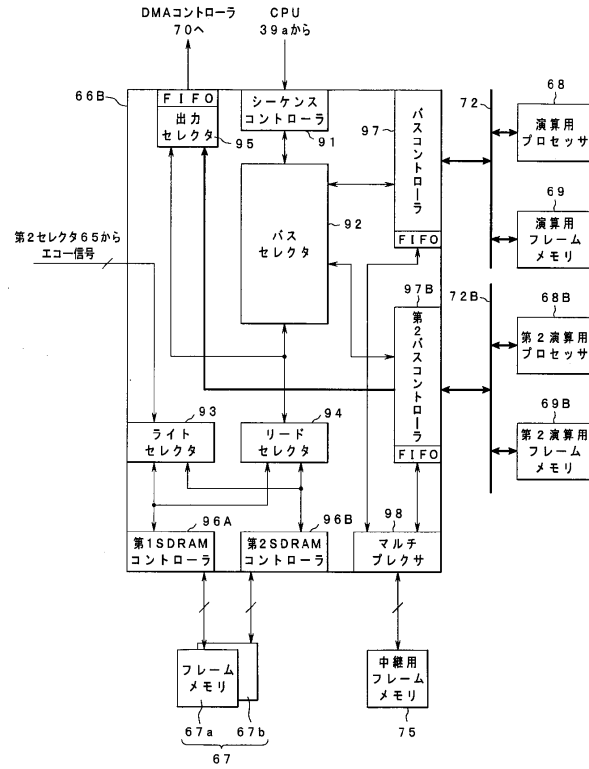 DMAコントローラ
70へ
CPU
39aから
66B
FIFO
出力
セレクタ
95
シーケンス
コントローラ
91
97
バスコントローラ
FIFO
72
68
演算用
プロセッサ
69
演算用
フレーム
メモリ
92
バス
セレクタ
第2セレクタ65から
エコー信号
97B
第2バスコントローラ
FIFO
72B
68B
第2演算用
プロセッサ
69B
第2演算用
フレーム
メモリ
93
ライト
セレクタ
94
リード
セレクタ
96A
第1SDRAM
コントローラ
96B
第2SDRAM
コントローラ
98
マルチ
プレクサ
フレーム
メモリ
67a
67b
67
中継用
フレーム
メモリ
75